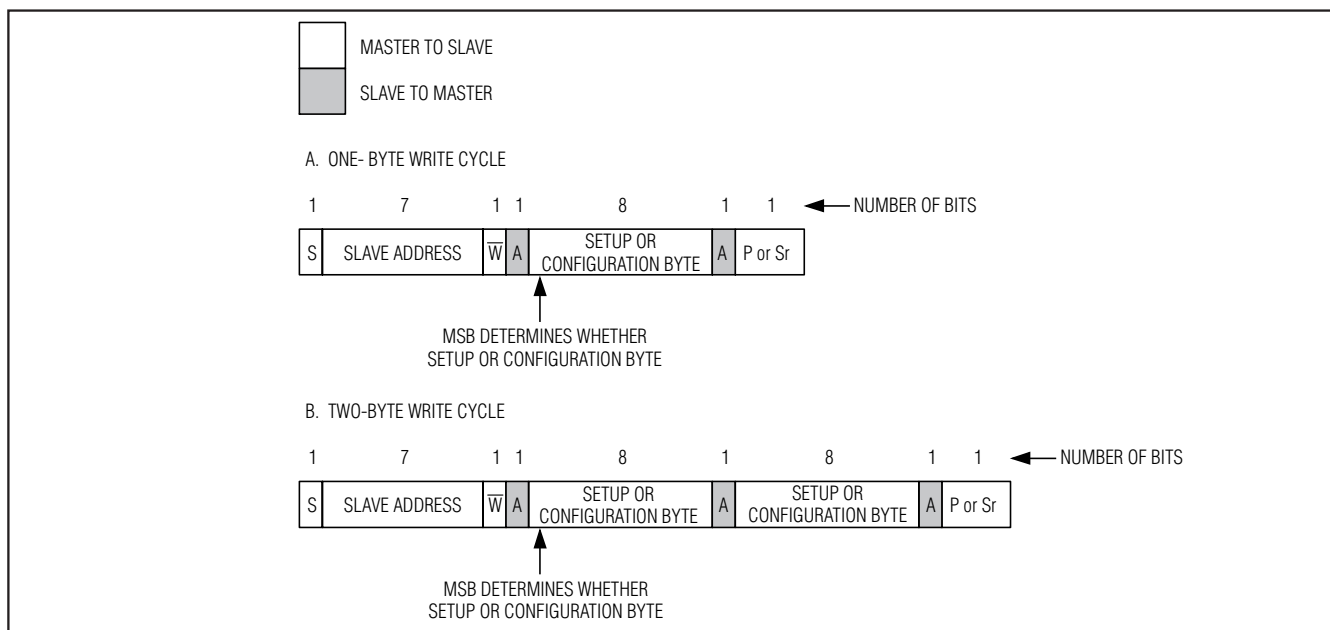 MASTER TO SLAVE
SLAVE TO MASTER
A. ONE- BYTE WRITE CYCLE
1 7 1 1 8 1 1 NUMBER OF BITS
S SLAVE ADDRESS W̅ A SETUP OR CONFIGURATION BYTE A P or Sr
MSB DETERMINES WHETHER
SETUP OR CONFIGURATION BYTE
B. TWO-BYTE WRITE CYCLE
1 7 1 1 8 1 8 1 1 NUMBER OF BITS
S SLAVE ADDRESS W̅ A SETUP OR CONFIGURATION BYTE A SETUP OR CONFIGURATION BYTE A P or Sr
MSB DETERMINES WHETHER
SETUP OR CONFIGURATION BYTE